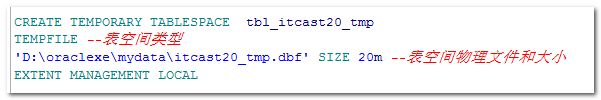 CREATE TEMPORARY TABLESPACE  tbl_itcast20_tmp
TEMPFILE --表空间类型
'D:\oraclexe\mydata\itcast20_tmp.dbf' SIZE 20m --表空间物理文件和大小
EXTENT MANAGEMENT LOCAL